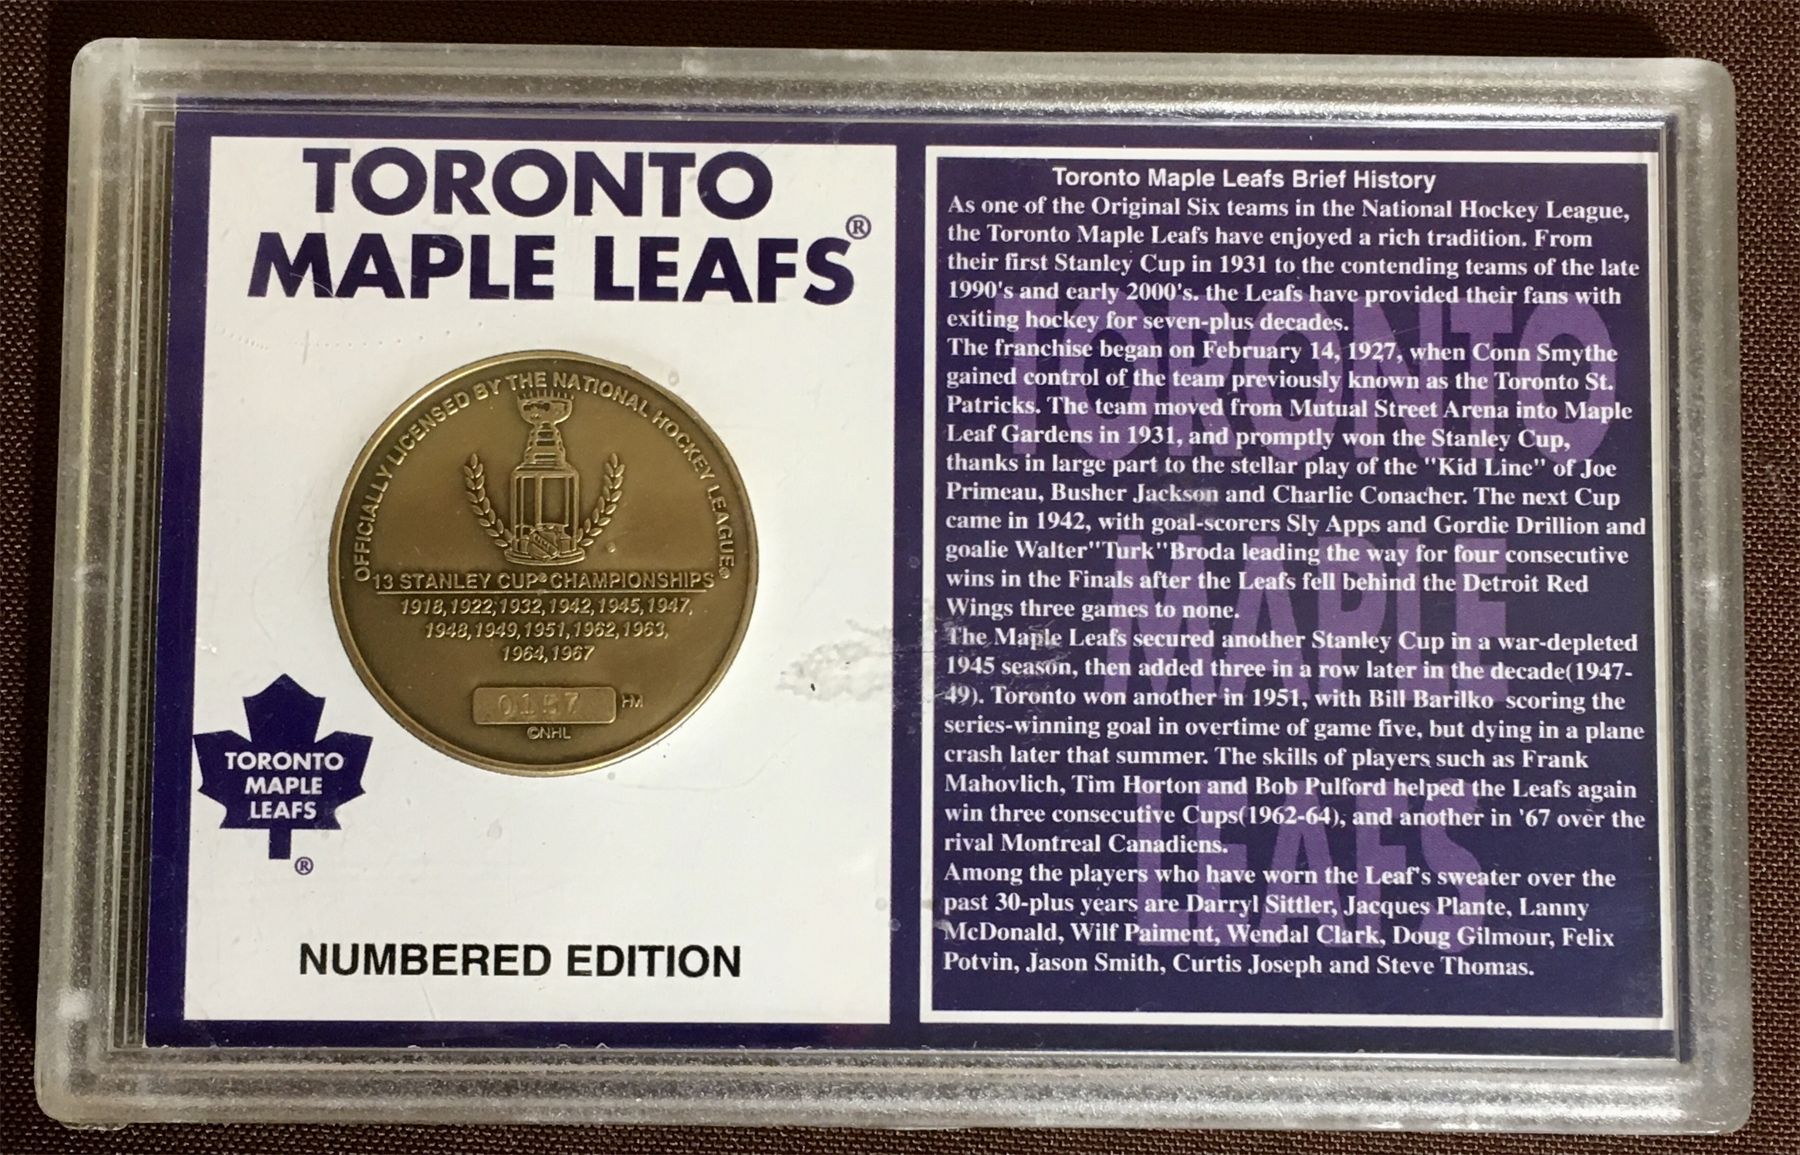 TORONTO
MAPLE LEAFS®
OFFICIALLY LICENSED BY THE NATIONAL HOCKEY LEAGUE®
13 STANLEY CUP® CHAMPIONSHIPS
1918, 1922, 1932, 1942, 1945, 1947,
1948, 1949, 1951, 1962, 1963,
1964, 1967
0157 HM
©NHL
TORONTO
MAPLE
LEAFS
®
NUMBERED EDITION
Toronto Maple Leafs Brief History
As one of the Original Six teams in the National Hockey League,
the Toronto Maple Leafs have enjoyed a rich tradition. From
their first Stanley Cup in 1931 to the contending teams of the late
1990's and early 2000's. the Leafs have provided their fans with
exiting hockey for seven-plus decades.
The franchise began on February 14, 1927, when Conn Smythe
gained control of the team previously known as the Toronto St.
Patricks. The team moved from Mutual Street Arena into Maple
Leaf Gardens in 1931, and promptly won the Stanley Cup,
thanks in large part to the stellar play of the "Kid Line" of Joe
Primeau, Busher Jackson and Charlie Conacher. The next Cup
came in 1942, with goal-scorers Sly Apps and Gordie Drillion and
goalie Walter"Turk"Broda leading the way for four consecutive
wins in the Finals after the Leafs fell behind the Detroit Red
Wings three games to none.
The Maple Leafs secured another Stanley Cup in a war-depleted
1945 season, then added three in a row later in the decade(1947-
49). Toronto won another in 1951, with Bill Barilko scoring the
series-winning goal in overtime of game five, but dying in a plane
crash later that summer. The skills of players such as Frank
Mahovlich, Tim Horton and Bob Pulford helped the Leafs again
win three consecutive Cups(1962-64), and another in '67 over the
rival Montreal Canadiens.
Among the players who have worn the Leaf's sweater over the
past 30-plus years are Darryl Sittler, Jacques Plante, Lanny
McDonald, Wilf Paiment, Wendal Clark, Doug Gilmour, Felix
Potvin, Jason Smith, Curtis Joseph and Steve Thomas.
TORONTO
MAPLE
LEAFS